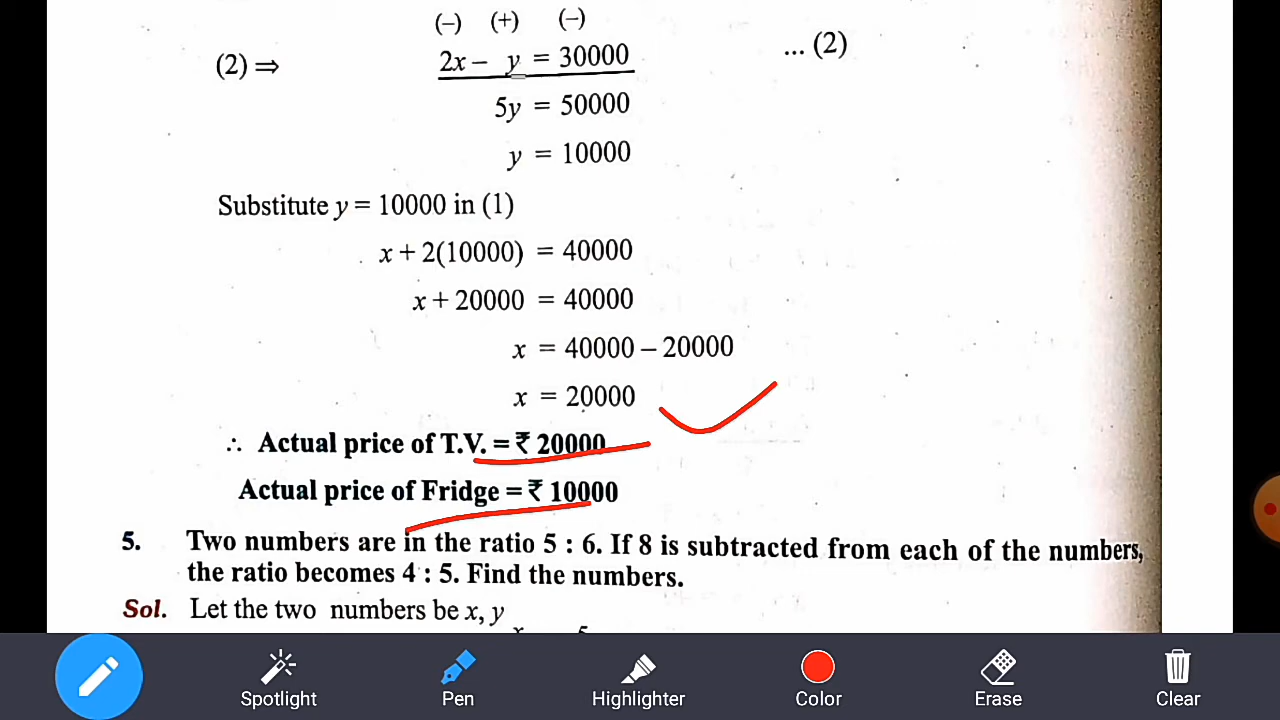 (–) (+) (–)
(2) ⇒ 2x – y = 30000 ... (2)
5y = 50000
y = 10000
Substitute y = 10000 in (1)
x + 2(10000) = 40000
x + 20000 = 40000
x = 40000 – 20000
x = 20000
∴ Actual price of T.V. = ₹ 20000
Actual price of Fridge = ₹ 10000
5. Two numbers are in the ratio 5 : 6. If 8 is subtracted from each of the numbers,
the ratio becomes 4 : 5. Find the numbers.
Sol. Let the two numbers be x, y
Spotlight Pen Highlighter Color Erase Clear